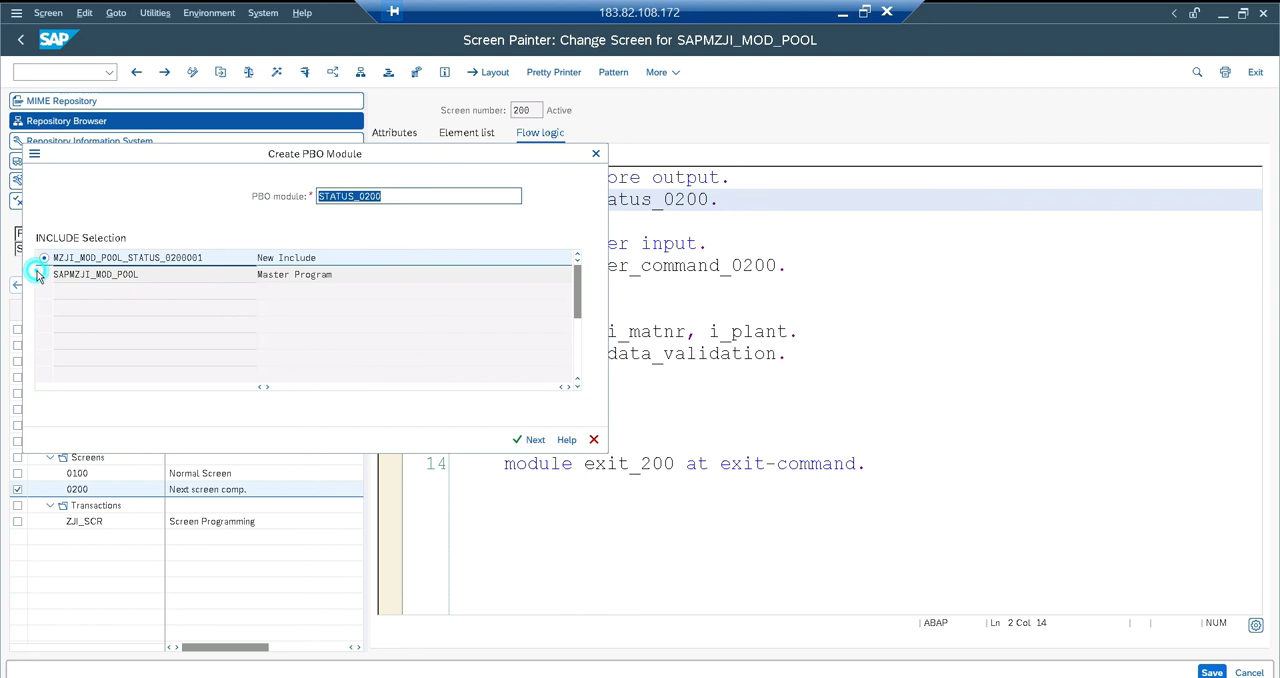 Screen Edit Goto Utilities Environment System Help
183.82.108.172
SAP
Screen Painter: Change Screen for SAPMZJI_MOD_POOL
Layout Pretty Printer Pattern More Exit
MIME Repository
Repository Browser
Repository Information System
Screen number: 200 Active
Attributes Element list Flow logic
Create PBO Module
PBO module: * STATUS_0200
INCLUDE Selection
MZJI_MOD_POOL_STATUS_0200001 New Include
SAPMZJI_MOD_POOL Master Program
Next Help
ore output.
atus_0200.
er input.
er_command_0200.
i_matnr, i_plant.
data_validation.
14 module exit_200 at exit-command.
Screens
0100 Normal Screen
0200 Next screen comp.
Transactions
ZJI_SCR Screen Programming
ABAP Ln 2 Col 14 NUM
Save Cancel